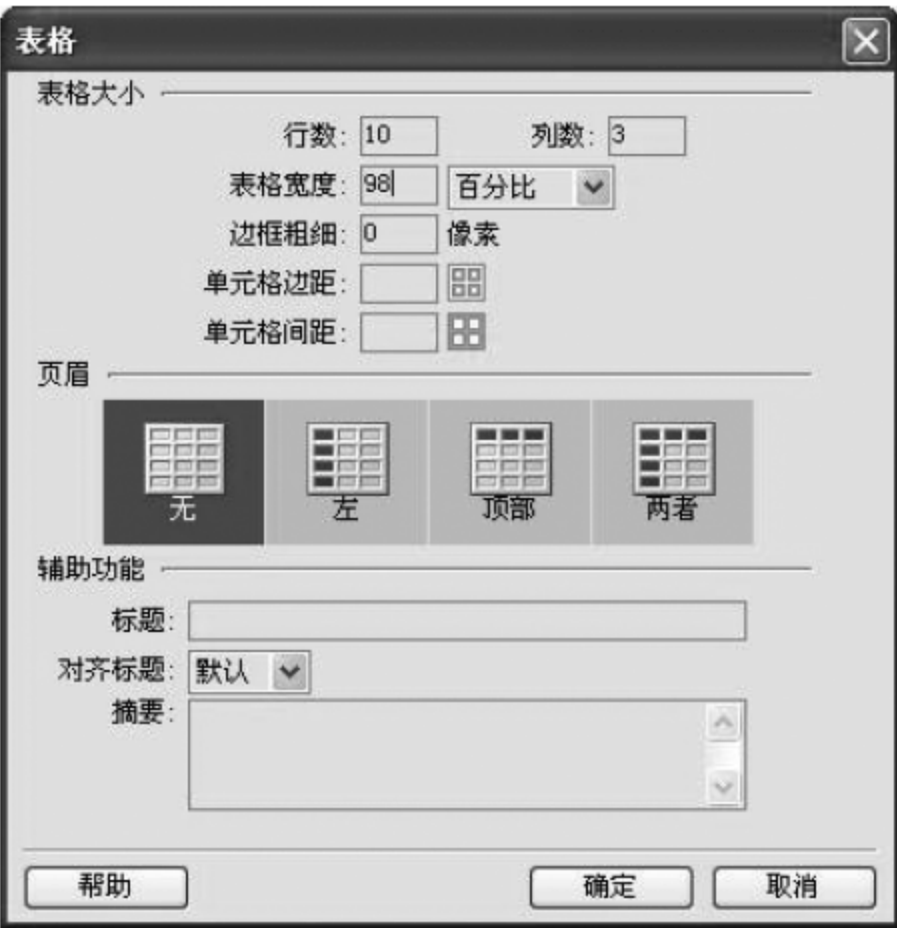 表格
表格大小
行数: 10 列数: 3
表格宽度: 98 百分比
边框粗细: 0 像素
单元格边距:
单元格间距:
页眉
无 左 顶部 两者
辅助功能
标题:
对齐标题: 默认
摘要:
帮助 确定 取消